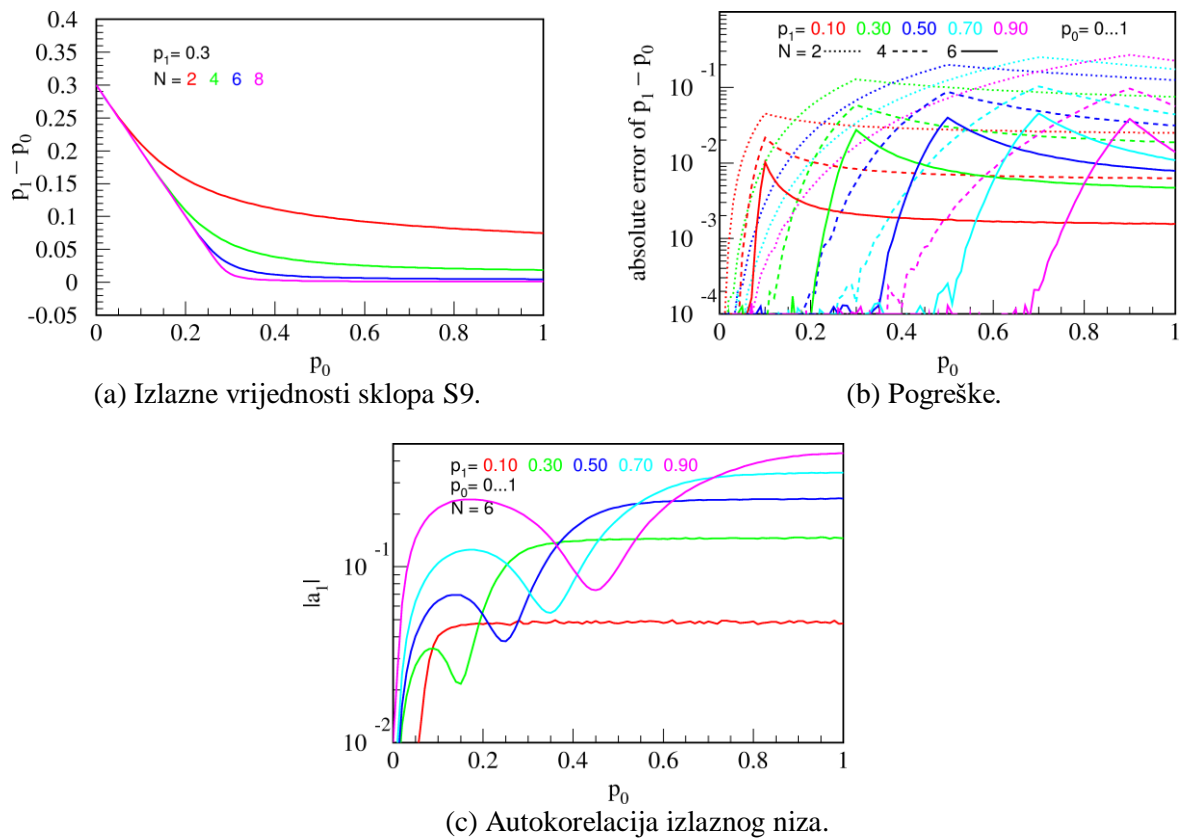 p1 – p0
0.4
0.35
0.3
0.25
0.2
0.15
0.1
0.05
0
-0.05
p1= 0.3
N = 2 4 6 8
0 0.2 0.4 0.6 0.8 1
p0
(a) Izlazne vrijednosti sklopa S9.
absolute error of p1 – p0
p1= 0.10 0.30 0.50 0.70 0.90 p0= 0...1
N = 2 4 6
10 -1
10 -2
10 -3
10 -4
0 0.2 0.4 0.6 0.8 1
p0
(b) Pogreške.
|a1|
p1= 0.10 0.30 0.50 0.70 0.90
p0= 0...1
N = 6
10 -1
10 -2
0 0.2 0.4 0.6 0.8 1
p0
(c) Autokorelacija izlaznog niza.